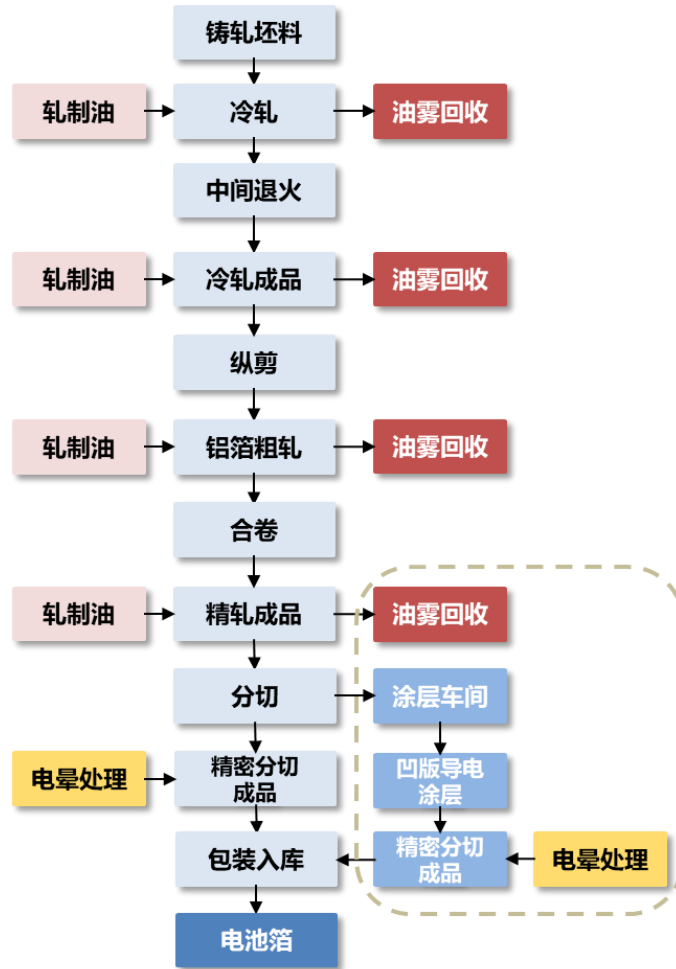 铸轧坯料
轧制油
冷轧
油雾回收
中间退火
轧制油
冷轧成品
油雾回收
纵剪
轧制油
铝箔粗轧
油雾回收
合卷
轧制油
精轧成品
油雾回收
分切
涂层车间
电晕处理
精密分切
成品
凹版导电
涂层
包装入库
精密分切
成品
电晕处理
电池箔